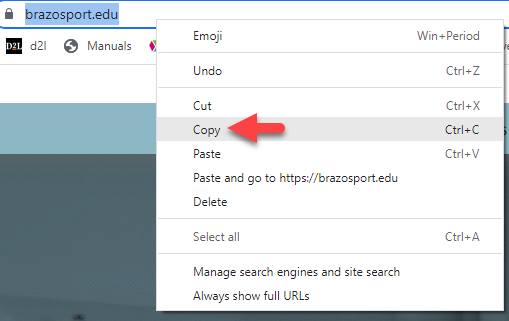 brazosport.edu
D2L d2l Manuals
Emoji Win+Period
Undo Ctrl+Z
Cut Ctrl+X
Copy Ctrl+C
Paste Ctrl+V
Paste and go to https://brazosport.edu
Delete
Select all Ctrl+A
Manage search engines and site search
Always show full URLs